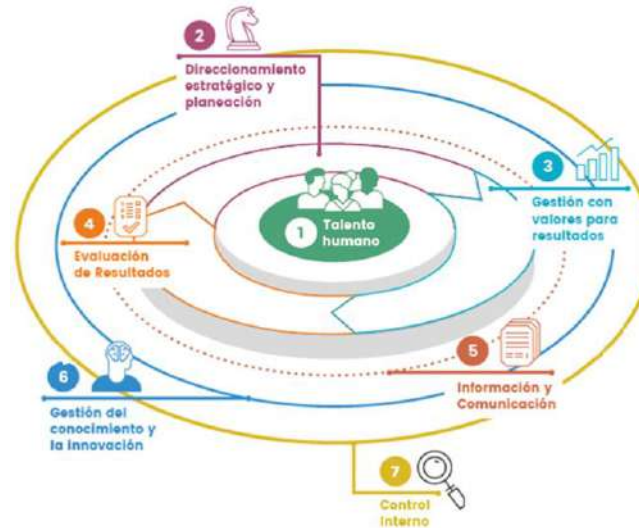 2
Direccionamiento
estratégico y
planeación
3
Gestión con
valores para
resultados
1 Talento
humano
4
Evaluación
de Resultados
5
Información y
Comunicación
6
Gestión del
conocimiento y
la innovación
7
Control
Interno